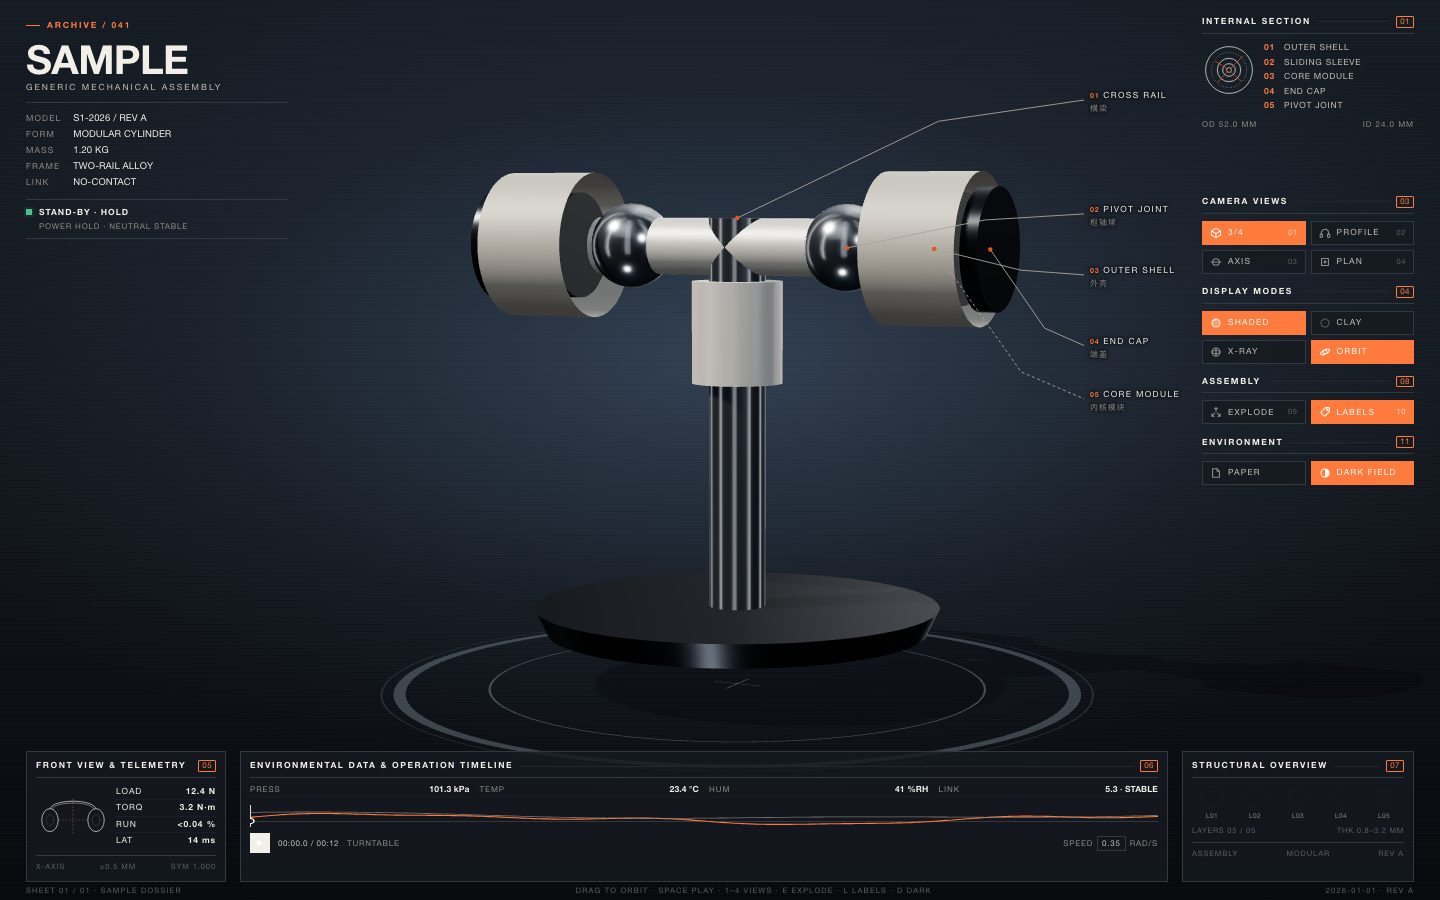 ARCHIVE / 041
SAMPLE
GENERIC MECHANICAL ASSEMBLY
MODEL S1-2026 / REV A
FORM MODULAR CYLINDER
MASS 1.20 KG
FRAME TWO-RAIL ALLOY
LINK NO-CONTACT
STAND-BY · HOLD
POWER HOLD · NEUTRAL STABLE
01 CROSS RAIL
横梁
02 PIVOT JOINT
枢轴球
03 OUTER SHELL
外壳
04 END CAP
端盖
05 CORE MODULE
内核模块
INTERNAL SECTION 01
01 OUTER SHELL
02 SLIDING SLEEVE
03 CORE MODULE
04 END CAP
05 PIVOT JOINT
OD 52.0 MM ID 24.0 MM
CAMERA VIEWS 03
3/4 01 PROFILE 02
AXIS 03 PLAN 04
DISPLAY MODES 04
SHADED CLAY
X-RAY ORBIT
ASSEMBLY 08
EXPLODE 09 LABELS 10
ENVIRONMENT 11
PAPER DARK FIELD
FRONT VIEW & TELEMETRY 05
LOAD 12.4 N
TORQ 3.2 N·m
RUN <0.04 %
LAT 14 ms
X-AXIS ±0.5 MM SYM 1.000
ENVIRONMENTAL DATA & OPERATION TIMELINE 06
PRESS 101.3 kPa TEMP 23.4 °C HUM 41 %RH LINK 5.3 · STABLE
00:00.0 / 00:12 TURNTABLE SPEED 0.35 RAD/S
STRUCTURAL OVERVIEW 07
L01 L02 L03 L04 L05
LAYERS 05 / 05 THK 0.8–3.2 MM
ASSEMBLY MODULAR REV A
SHEET 01 / 01 · SAMPLE DOSSIER
DRAG TO ORBIT · SPACE PLAY · 1–4 VIEWS · E EXPLODE · L LABELS · D DARK
2026-01-01 · REV A